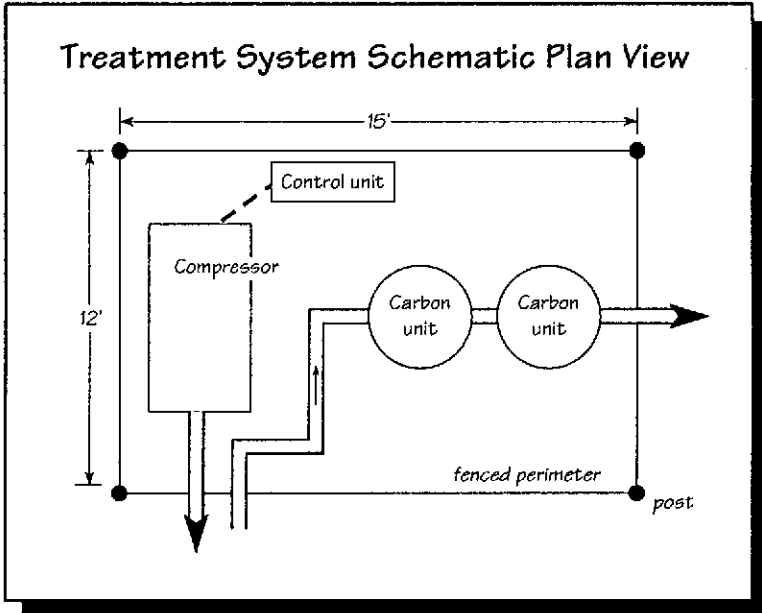 Treatment System Schematic Plan View
15'
Control unit
Compressor
Carbon
unit
Carbon
unit
12'
fenced perimeter
post